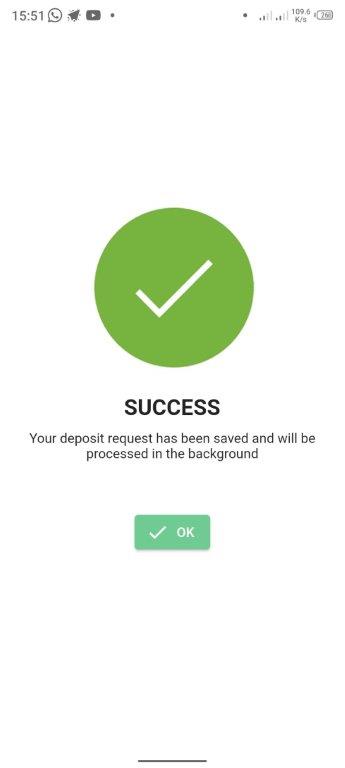 15:51
109.6
K/s
26
SUCCESS
Your deposit request has been saved and will be
processed in the background
OK